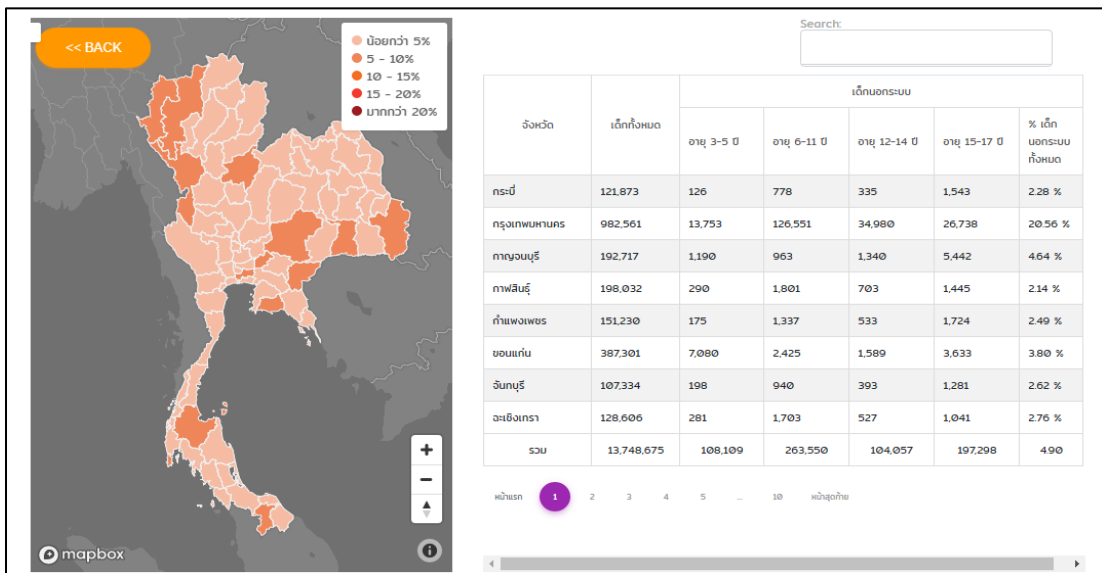 << BACK
น้อยกว่า 5%
5 - 10%
10 - 15%
15 - 20%
มากกว่า 20%
mapbox
Search:
จังหวัด เด็กทั้งหมด เด็กนอกระบบ
อายุ 3-5 ปี อายุ 6-11 ปี อายุ 12-14 ปี อายุ 15-17 ปี % เด็ก
นอกระบบ
ทั้งหมด
กระบี่ 121,873 126 778 335 1,543 2.28 %
กรุงเทพมหานคร 982,561 13,753 126,551 34,980 26,738 20.56 %
กาญจนบุรี 192,717 1,190 963 1,340 5,442 4.64 %
กาฬสินธุ์ 198,032 290 1,801 703 1,445 2.14 %
กำแพงเพชร 151,230 175 1,337 533 1,724 2.49 %
ขอนแก่น 387,301 7,080 2,425 1,589 3,633 3.80 %
จันทบุรี 107,334 198 940 393 1,281 2.62 %
ฉะเชิงเทรา 128,606 281 1,703 527 1,041 2.76 %
รวม 13,748,675 108,109 263,550 104,057 197,298 4.90
หน้าแรก 1 2 3 4 5 ... 10 หน้าสุดท้าย